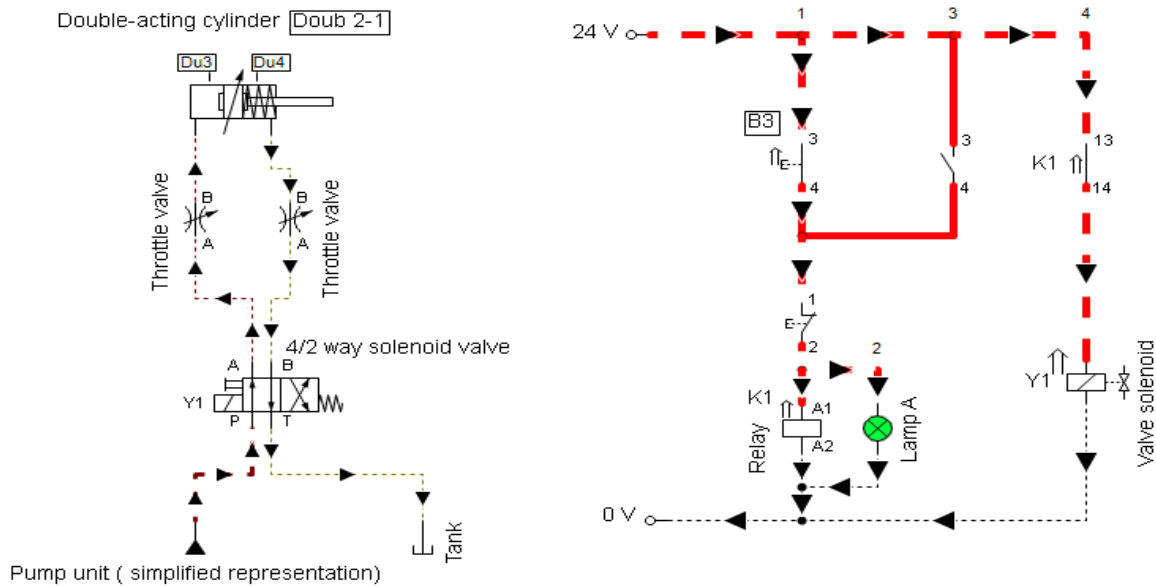 Double-acting cylinder Doub 2-1
Du3 Du4
Throttle valve
B
A
B
A
Throttle valve
4/2 way solenoid valve
A B
Y1
P T
Tank
Pump unit ( simplified representation)
1 3 4
24 V
B3
3
E
4
3
4
13
K1
14
1
E
2
2
K1
A1
A2
Relay
Lamp A
Y1
Valve solenoid
0 V